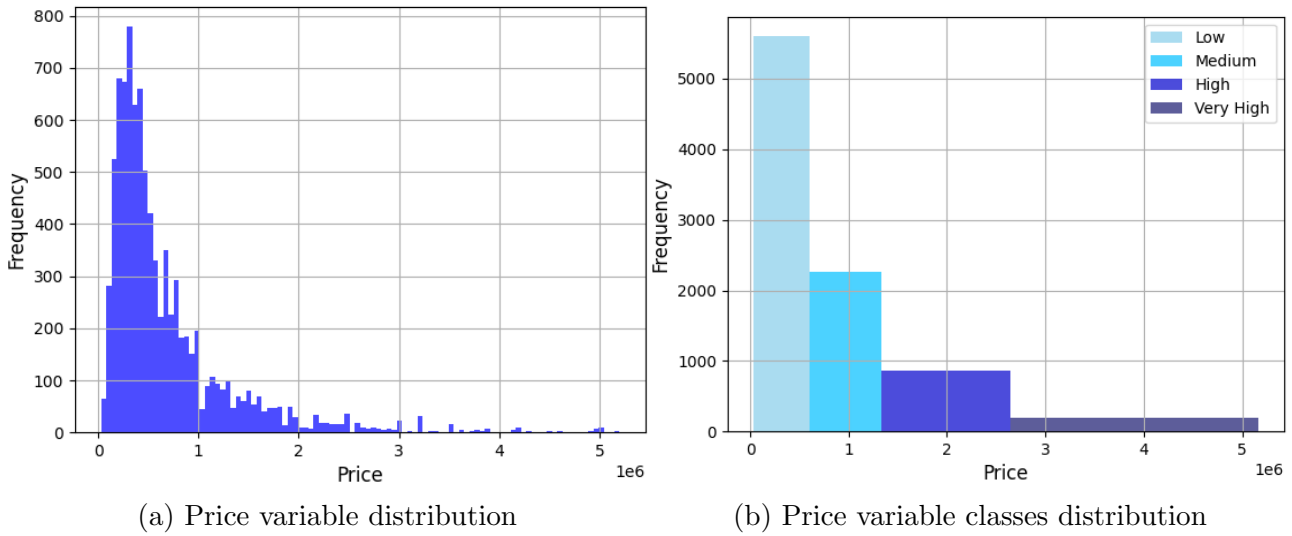 800
700
600
500
400
300
200
100
0
Frequency
0 1 2 3 4 5
1e6
Price
(a) Price variable distribution
Low
Medium
High
Very High
5000
4000
3000
2000
1000
0
Frequency
0 1 2 3 4 5
1e6
Price
(b) Price variable classes distribution